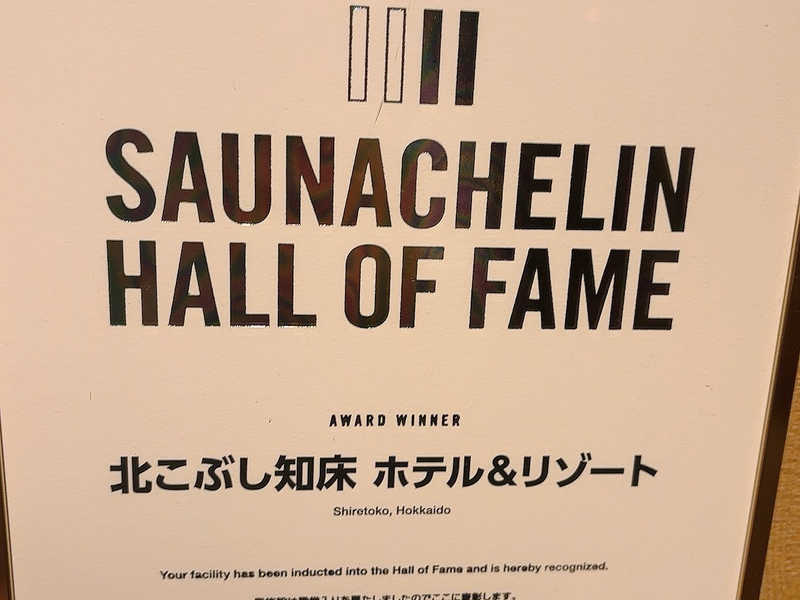 SAUNACHELIN
HALL OF FAME
AWARD WINNER
北こぶし知床 ホテル&リゾート
Shiretoko, Hokkaido
Your facility has been inducted into the Hall of Fame and is hereby recognized.